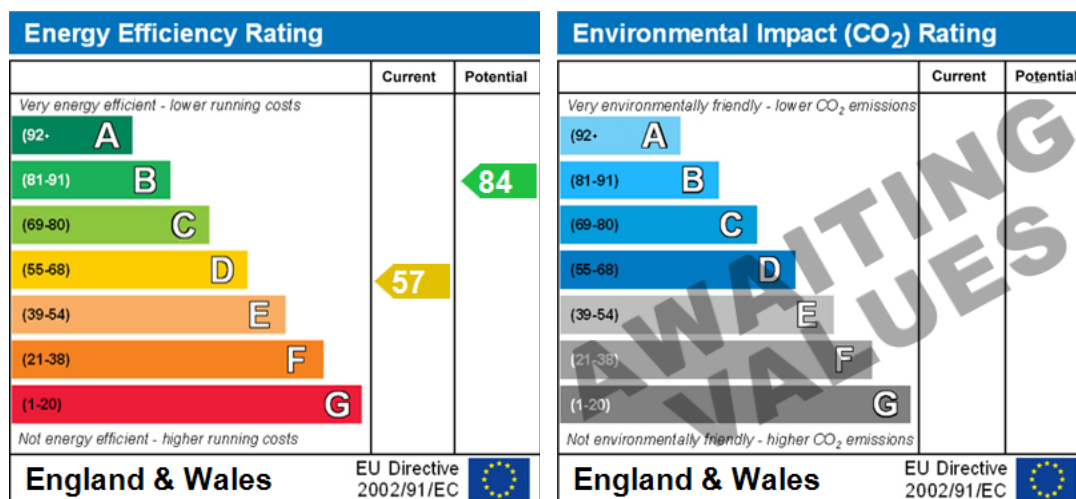 Energy Efficiency Rating
Current Potential
Very energy efficient - lower running costs
(92+ A
(81-91) B
84
(69-80) C
(55-68) D
57
(39-54) E
(21-38) F
(1-20) G
Not energy efficient - higher running costs
England & Wales
EU Directive
2002/91/EC
Environmental Impact (CO₂) Rating
Current Potential
Very environmentally friendly - lower CO₂ emissions
(92+ A
(81-91) B
(69-80) C
(55-68) D
(39-54) E
(21-38) F
(1-20) G
AWAITING
VALUES
Not environmentally friendly - higher CO₂ emissions
England & Wales
EU Directive
2002/91/EC